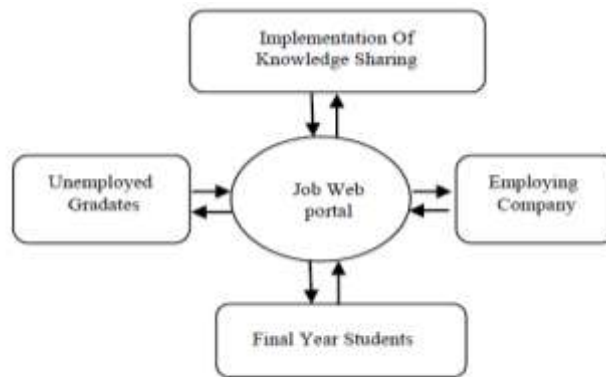 Implementation Of
Knowledge Sharing
Unemployed
Gradates
Job Web
portal
Employing
Company
Final Year Students